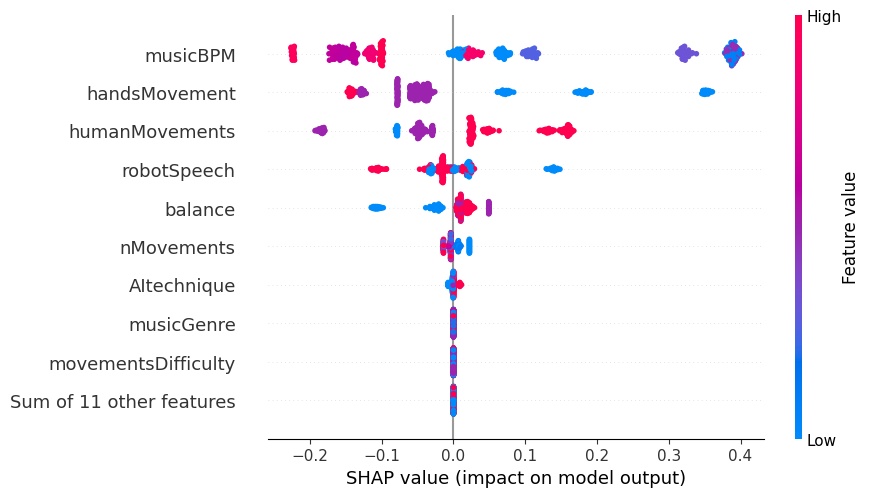 High
musicBPM
handsMovement
humanMovements
robotSpeech
balance
nMovements
AItechnique
musicGenre
movementsDifficulty
Sum of 11 other features
Feature value
Low
−0.2 −0.1 0.0 0.1 0.2 0.3 0.4
SHAP value (impact on model output)